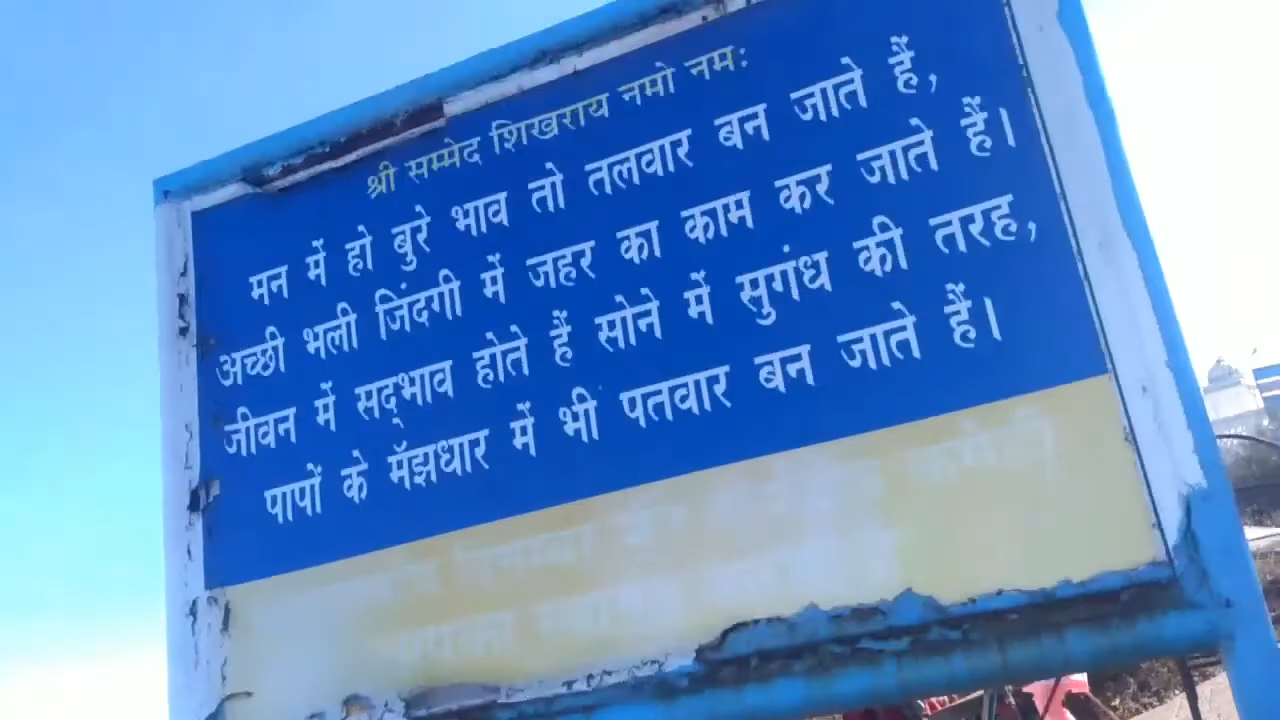 श्री सम्मेद शिखराय नमो नमः
मन में हो बुरे भाव तो तलवार बन जाते हैं,
अच्छी भली जिंदगी में जहर का काम कर जाते हैं।
जीवन में सद्‌भाव होते हैं सोने में सुगंध की तरह,
पापों के मॅझधार में भी पतवार बन जाते हैं।